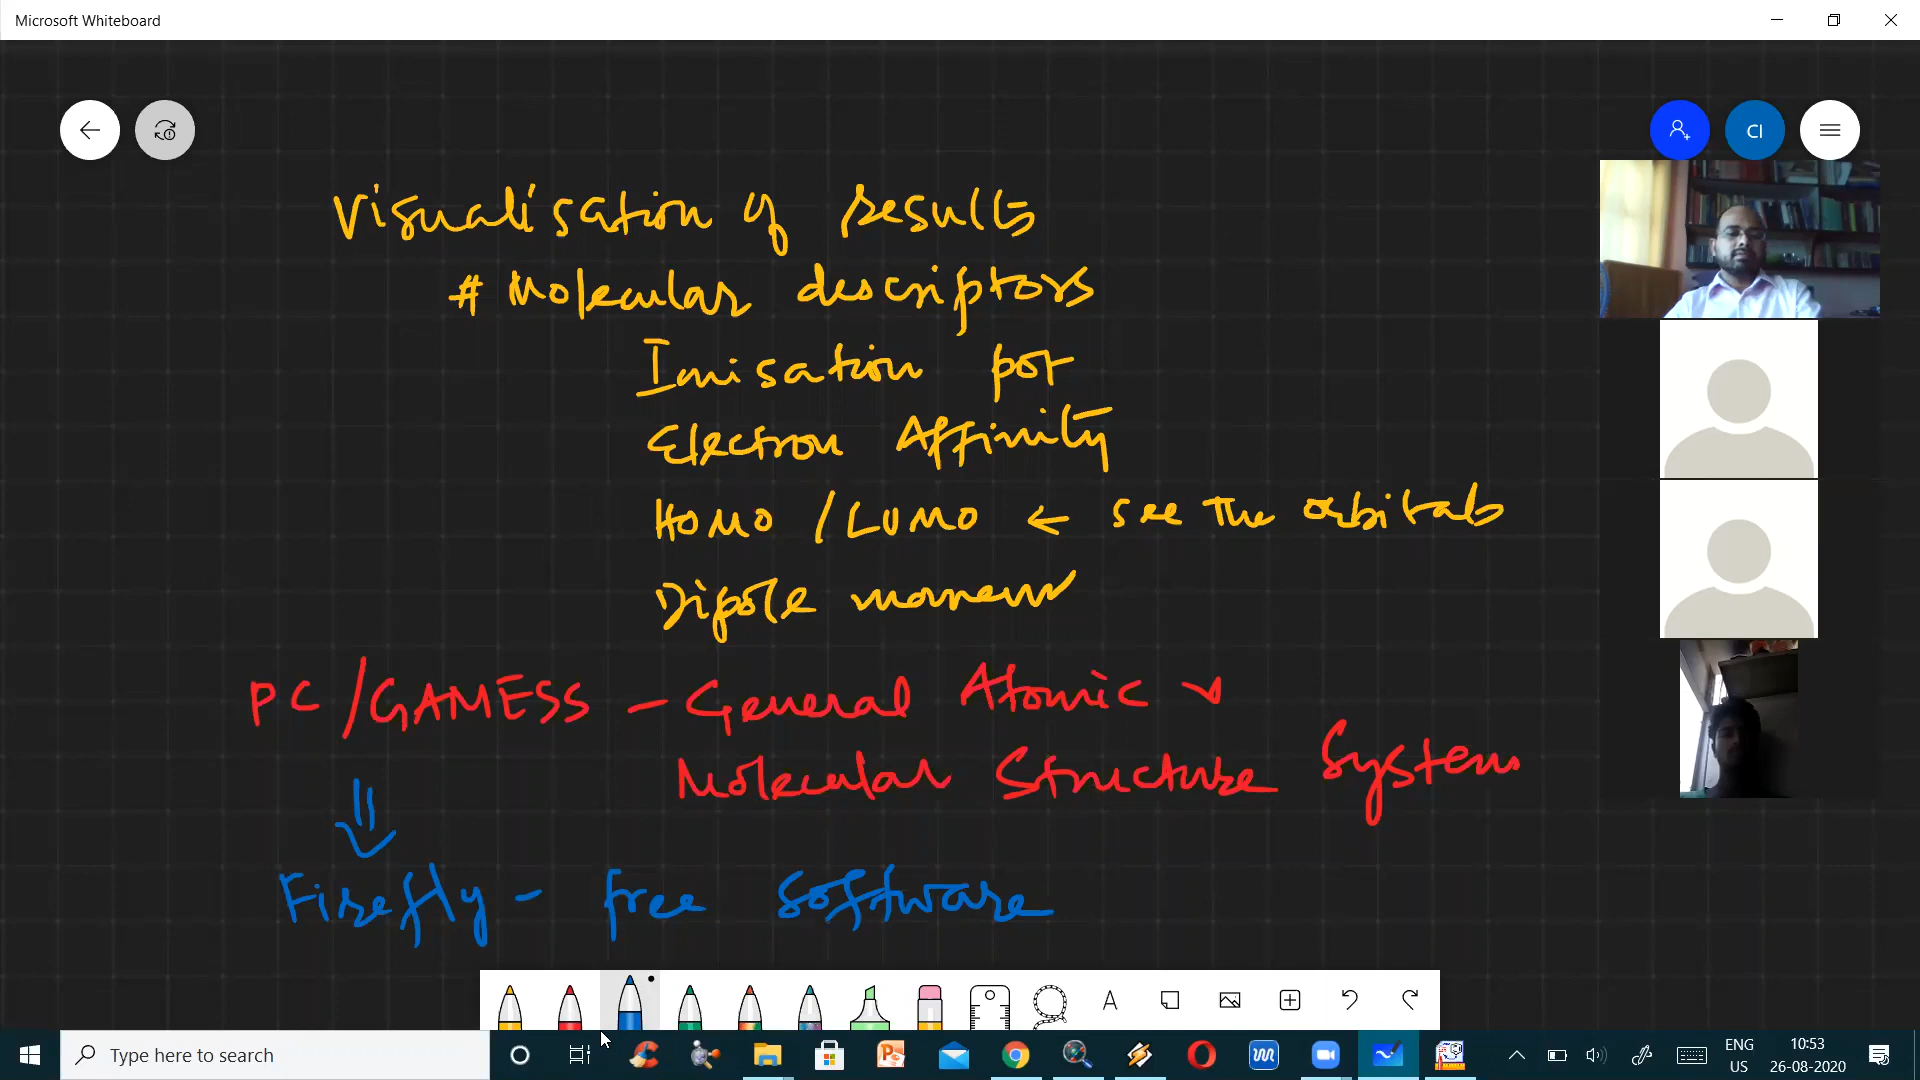 Microsoft Whiteboard
CI
Visualisation of results
# Molecular descriptors
Ionisation pot
Electron Affinity
HOMO / LUMO ← see the orbitals
Dipole moment
PC/GAMESS - General Atomic
Molecular Structure System
⇓
Firefly - free software
Type here to search
ENG
US
10:53
26-08-2020